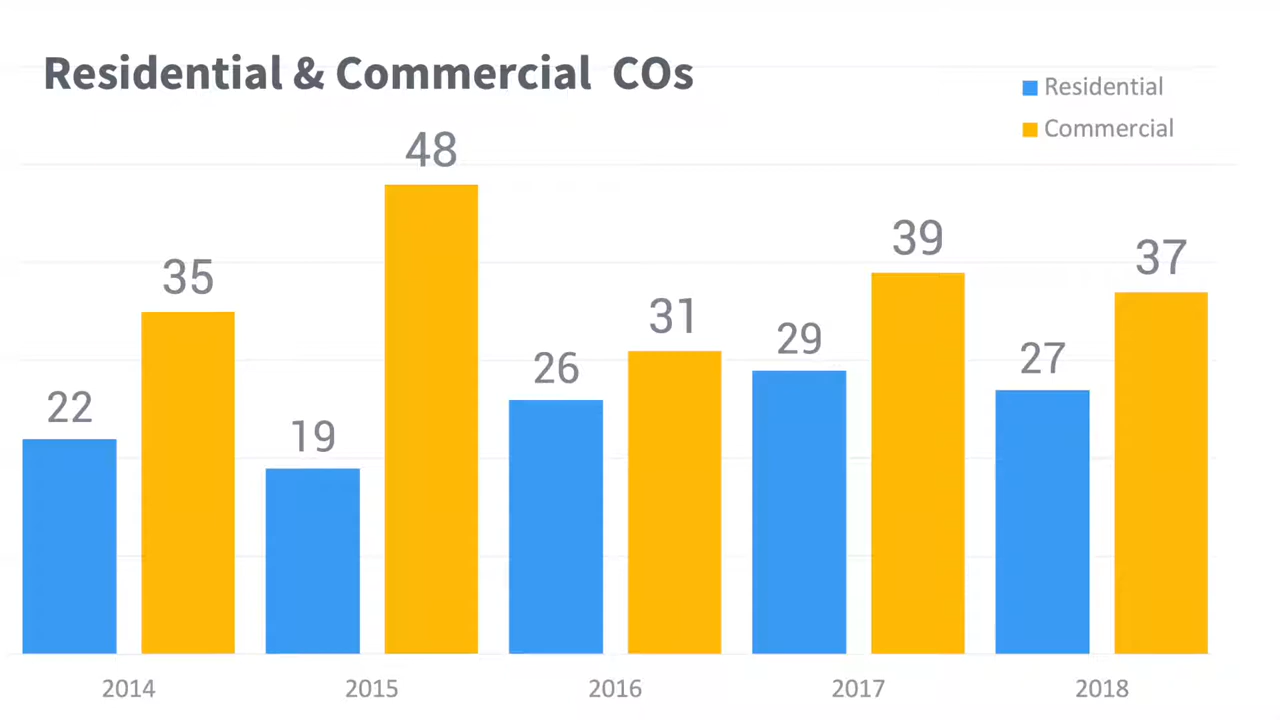 Residential & Commercial COs
Residential
Commercial
48
39
37
35
31
29
27
26
22
19
2014 2015 2016 2017 2018